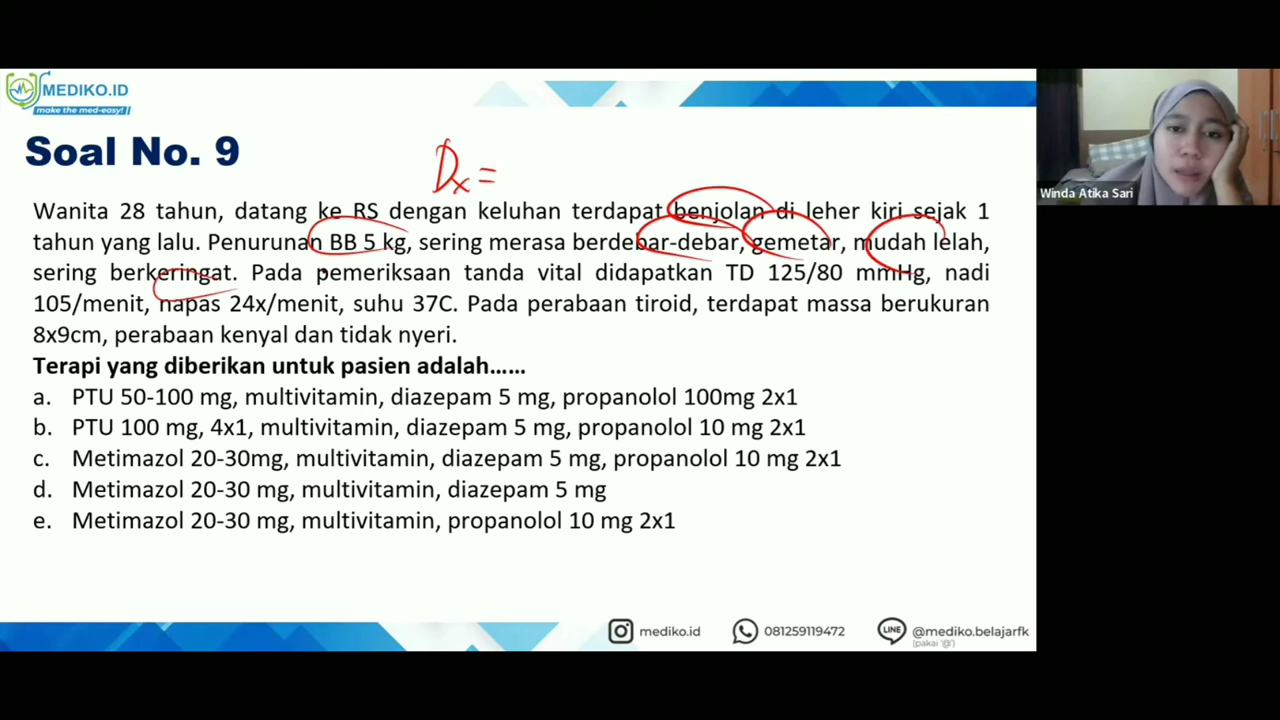 MEDIKO.ID
make the med-easy!
Winda Atika Sari
Soal No. 9
Dx =
Wanita 28 tahun, datang ke RS dengan keluhan terdapat benjolan di leher kiri sejak 1
tahun yang lalu. Penurunan BB 5 kg, sering merasa berdebar-debar, gemetar, mudah lelah,
sering berkeringat. Pada pemeriksaan tanda vital didapatkan TD 125/80 mmHg, nadi
105/menit, napas 24x/menit, suhu 37C. Pada perabaan tiroid, terdapat massa berukuran
8x9cm, perabaan kenyal dan tidak nyeri.
Terapi yang diberikan untuk pasien adalah......
a. PTU 50-100 mg, multivitamin, diazepam 5 mg, propanolol 100mg 2x1
b. PTU 100 mg, 4x1, multivitamin, diazepam 5 mg, propanolol 10 mg 2x1
c. Metimazol 20-30mg, multivitamin, diazepam 5 mg, propanolol 10 mg 2x1
d. Metimazol 20-30 mg, multivitamin, diazepam 5 mg
e. Metimazol 20-30 mg, multivitamin, propanolol 10 mg 2x1
mediko.id
081259119472
LINE
@mediko.belajarfk
(pakai '@')